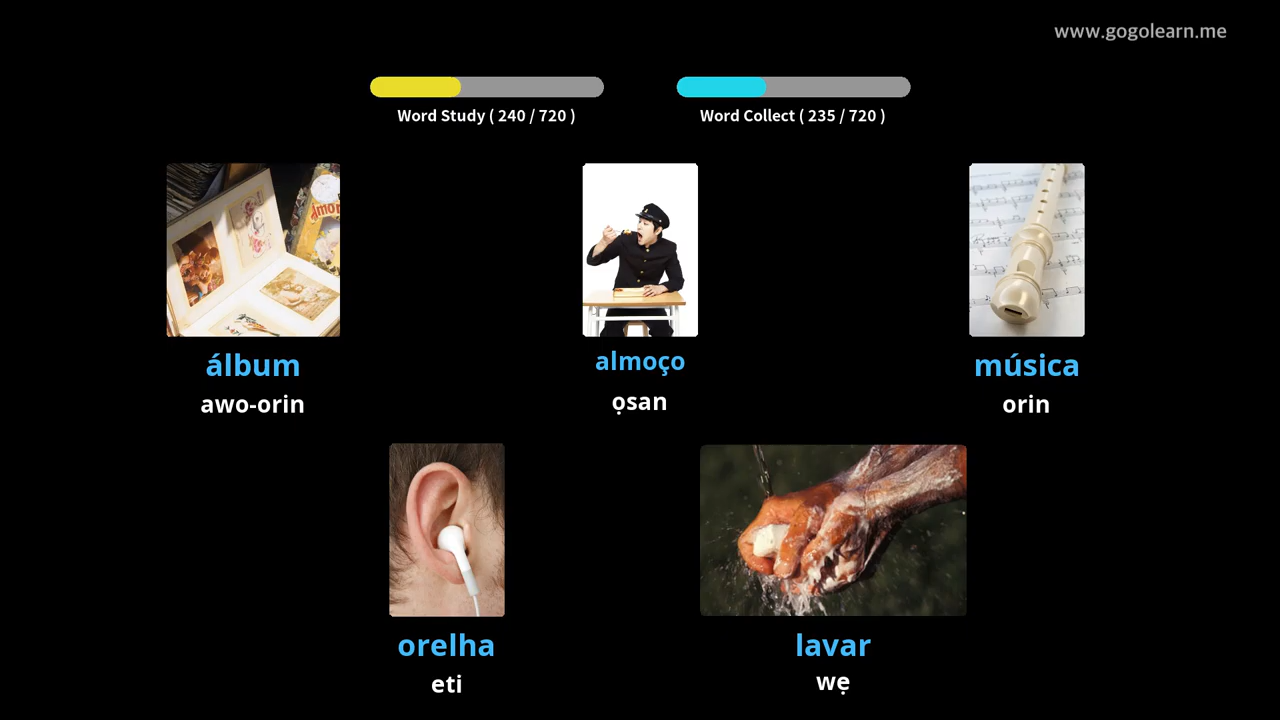 www.gogolearn.me
Word Study ( 240 / 720 )
Word Collect ( 235 / 720 )
álbum
awo-orin
almoço
ọsan
música
orin
orelha
eti
lavar
wẹ